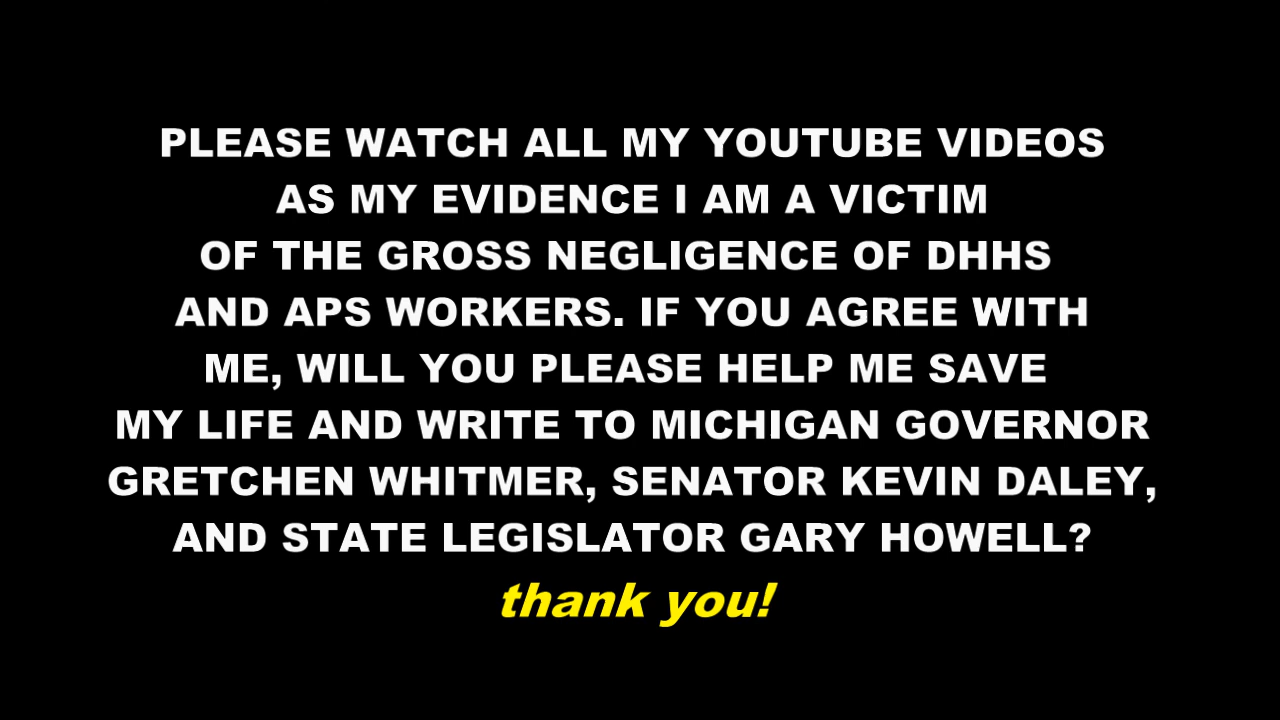 PLEASE WATCH ALL MY YOUTUBE VIDEOS
AS MY EVIDENCE I AM A VICTIM
OF THE GROSS NEGLIGENCE OF DHHS
AND APS WORKERS. IF YOU AGREE WITH
ME, WILL YOU PLEASE HELP ME SAVE
MY LIFE AND WRITE TO MICHIGAN GOVERNOR
GRETCHEN WHITMER, SENATOR KEVIN DALEY,
AND STATE LEGISLATOR GARY HOWELL?
thank you!